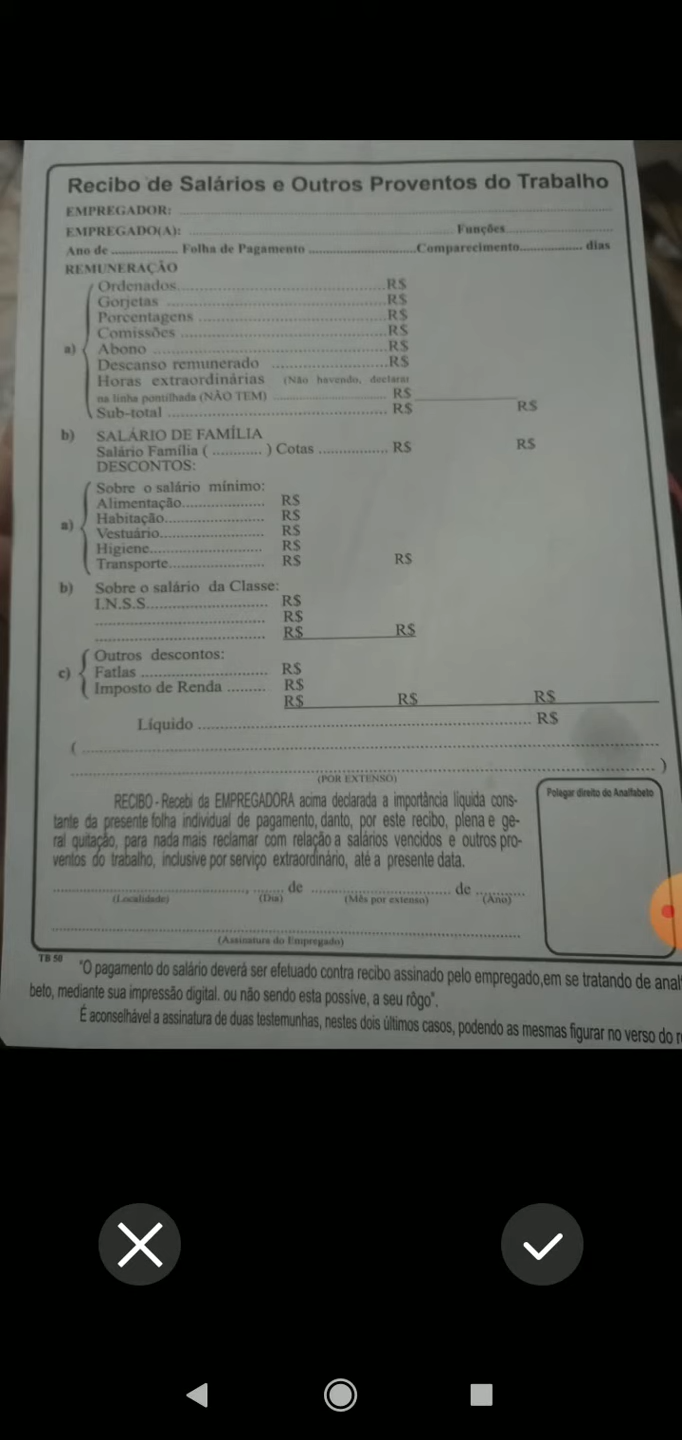 Recibo de Salários e Outros Proventos do Trabalho
EMPREGADOR: ........................................
EMPREGADO(A): ........................................ Funções ....................
Ano de .................. Folha de Pagamento ............................ Comparecimento ................. dias
REMUNERAÇÃO
Ordenados ........................................ R$
Gorjetas ........................................ R$
Porcentagens ........................................ R$
Comissões ........................................ R$
a) Abono ........................................ R$
Descanso remunerado .............................. R$
Horas extraordinárias (Não havendo, declarar
na linha pontilhada (NÃO TEM) .............................. R$
Sub-total ........................................ R$ R$
b) SALÁRIO DE FAMÍLIA
Salário Família ( ............ ) Cotas ................ R$ R$
DESCONTOS:
Sobre o salário mínimo:
Alimentação .................... R$
Habitação ........................ R$
a) Vestuário ......................... R$
Higiene ........................... R$
Transporte ....................... R$ R$
b) Sobre o salário da Classe:
I.N.S.S .............................. R$
........................................ R$
........................................ R$ R$
Outros descontos:
c) Fatlas .............................. R$
Imposto de Renda ......... R$
R$ R$ R$
Líquido ........................................ R$
( ........................................
........................................ )
(POR EXTENSO)
RECIBO - Recebi da EMPREGADORA acima declarada a importância líquida cons-
tante da presente folha individual de pagamento, danto, por este recibo, plena e ge-
ral quitação, para nada mais reclamar com relação a salários vencidos e outros pro-
ventos do trabalho, inclusive por serviço extraordinário, até a presente data.
Polegar direito do Analfabeto
........................................, ........ de .................................. de ............
(Localidade) (Dia) (Mês por extenso) (Ano)
........................................
(Assinatura do Empregado)
TB 50
"O pagamento do salário deverá ser efetuado contra recibo assinado pelo empregado,em se tratando de analf
beto, mediante sua impressão digital. ou não sendo esta possive, a seu rôgo".
É aconselhável a assinatura de duas testemunhas, nestes dois últimos casos, podendo as mesmas figurar no verso do r